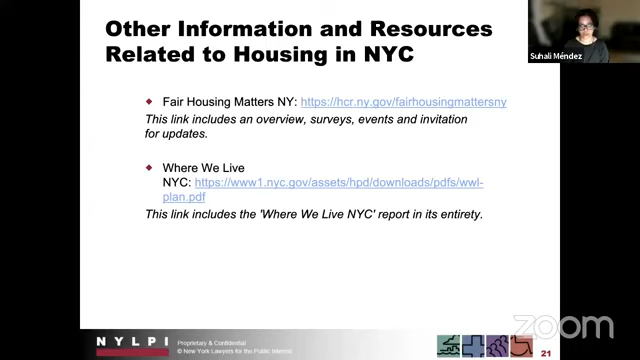 Other Information and Resources
Related to Housing in NYC
Suhali Méndez
Fair Housing Matters NY: https://hcr.ny.gov/fairhousingmattersny
This link includes an overview, surveys, events and invitation
for updates.
Where We Live
NYC: https://www1.nyc.gov/assets/hpd/downloads/pdfs/wwl-
plan.pdf
This link includes the 'Where We Live NYC' report in its entirety.
zoom
NYLPI
Proprietary & Confidential
© New York Lawyers for the Public Interest
21